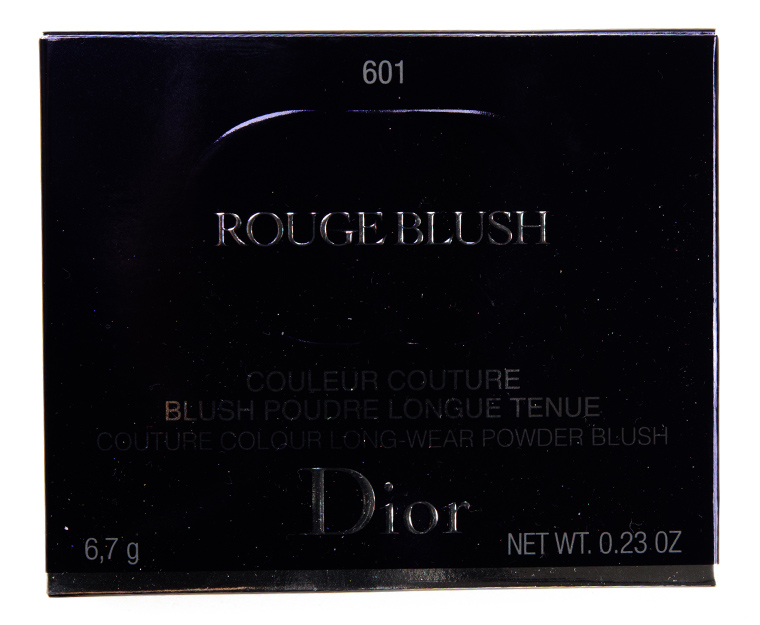 601
ROUGE BLUSH
COULEUR COUTURE
BLUSH POUDRE LONGUE TENUE
COUTURE COLOUR LONG-WEAR POWDER BLUSH
Dior
6,7 g
NET WT. 0.23 OZ